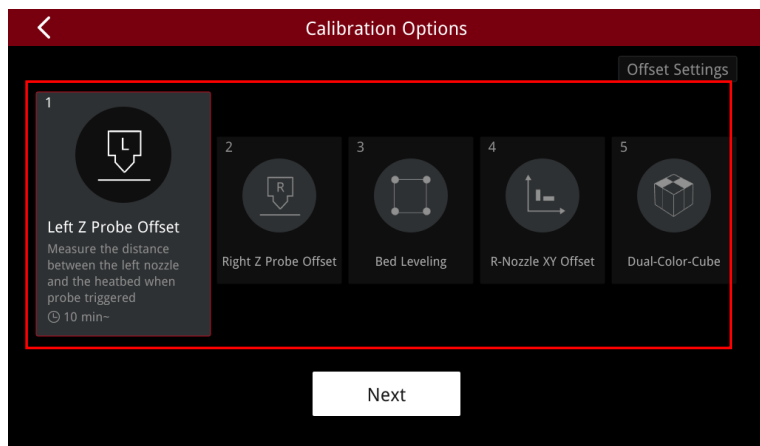 Calibration Options
Offset Settings
1
L
Left Z Probe Offset
Measure the distance
between the left nozzle
and the heatbed when
probe triggered
10 min~
2
R
Right Z Probe Offset
3
Bed Leveling
4
R-Nozzle XY Offset
5
Dual-Color-Cube
Next